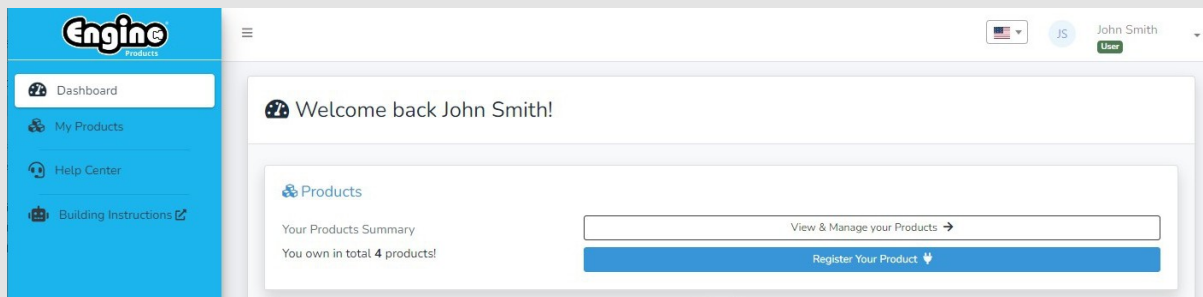 Engino
Products
JS
John Smith
User
Dashboard
My Products
Help Center
Building Instructions
Welcome back John Smith!
Products
Your Products Summary
You own in total 4 products!
View & Manage your Products
Register Your Product